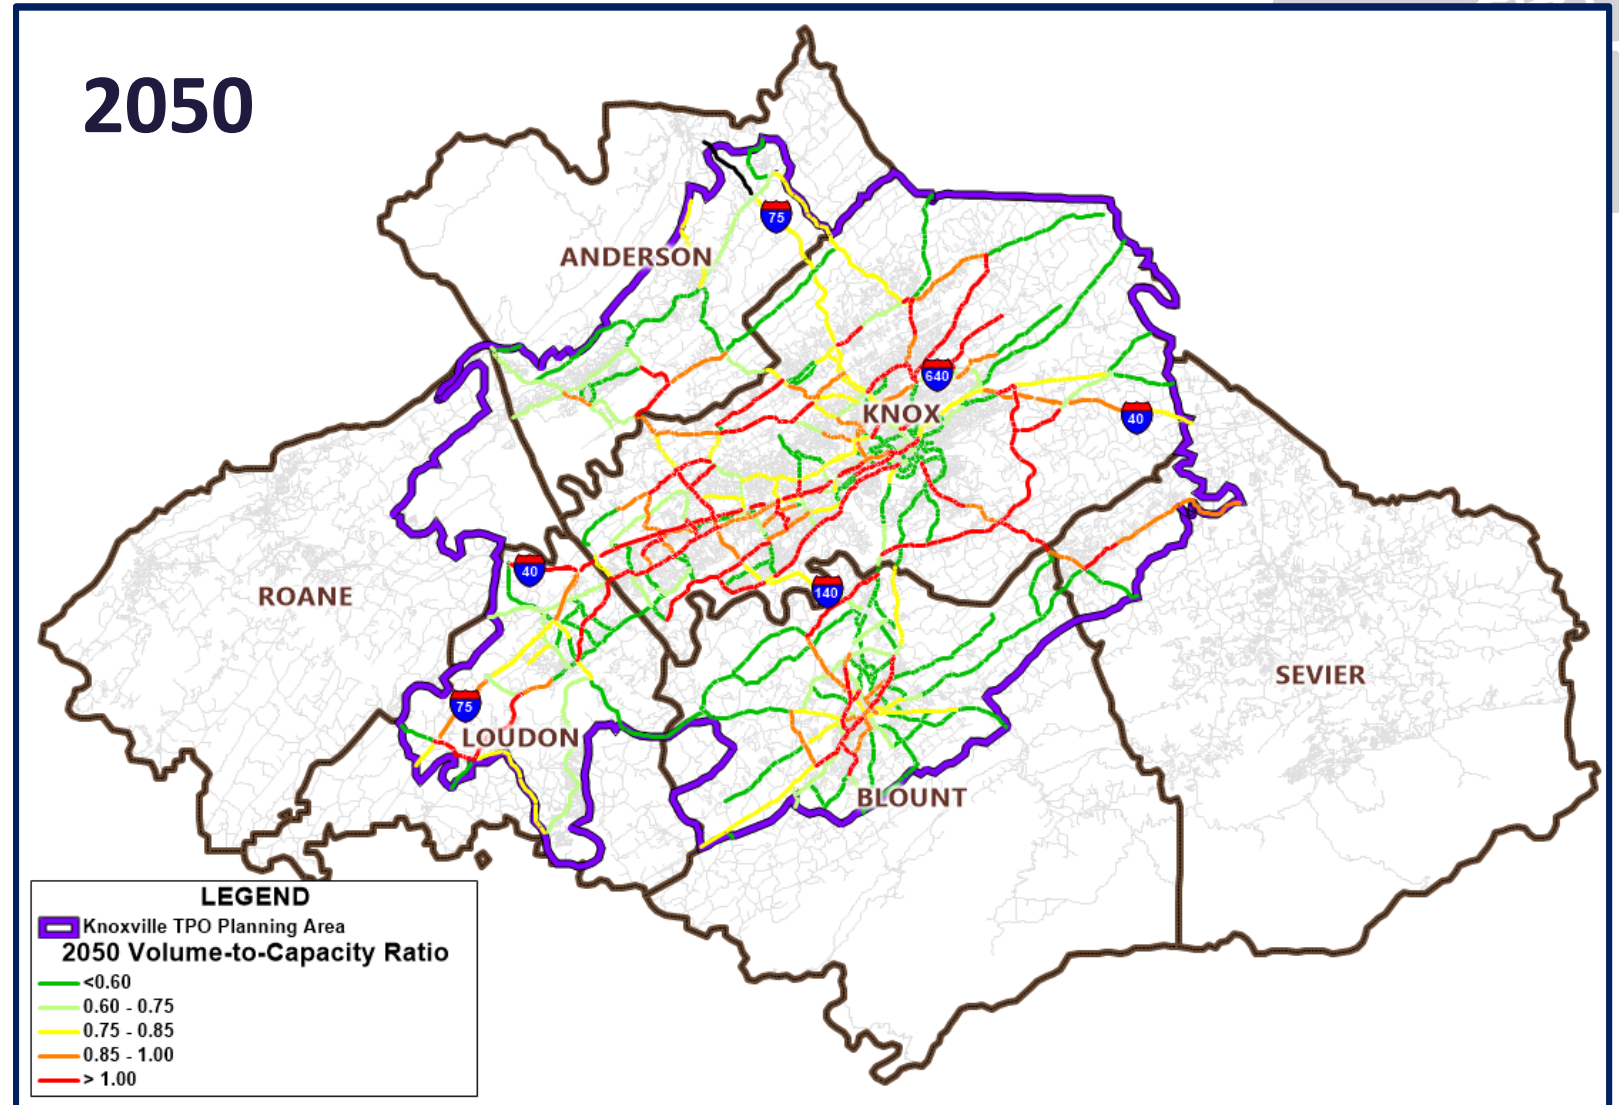 2050
75
ANDERSON
640
KNOX
40
40
ROANE
140
SEVIER
75
LOUDON
BLOUNT
LEGEND
Knoxville TPO Planning Area
2050 Volume-to-Capacity Ratio
<0.60
0.60 - 0.75
0.75 - 0.85
0.85 - 1.00
> 1.00